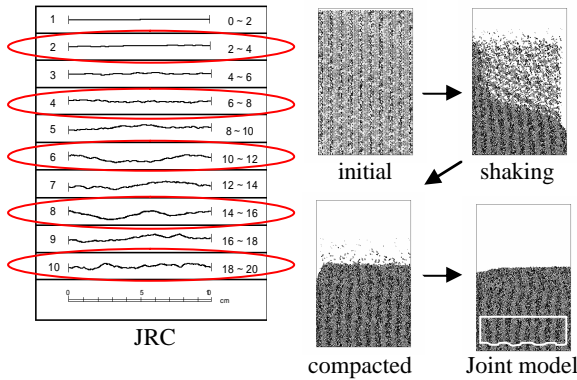 1 0 ~ 2
2 2 ~ 4
3 4 ~ 6
4 6 ~ 8
5 8 ~ 10
6 10 ~ 12
7 12 ~ 14
8 14 ~ 16
9 16 ~ 18
10 18 ~ 20
0 5 10
cm
JRC
initial
shaking
compacted
Joint model